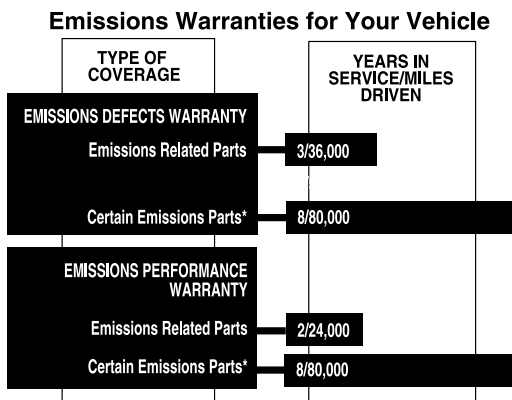 Emissions Warranties for Your Vehicle
TYPE OF
COVERAGE
YEARS IN
SERVICE/MILES
DRIVEN
EMISSIONS DEFECTS WARRANTY
Emissions Related Parts
3/36,000
Certain Emissions Parts*
8/80,000
EMISSIONS PERFORMANCE
WARRANTY
Emissions Related Parts
2/24,000
Certain Emissions Parts*
8/80,000